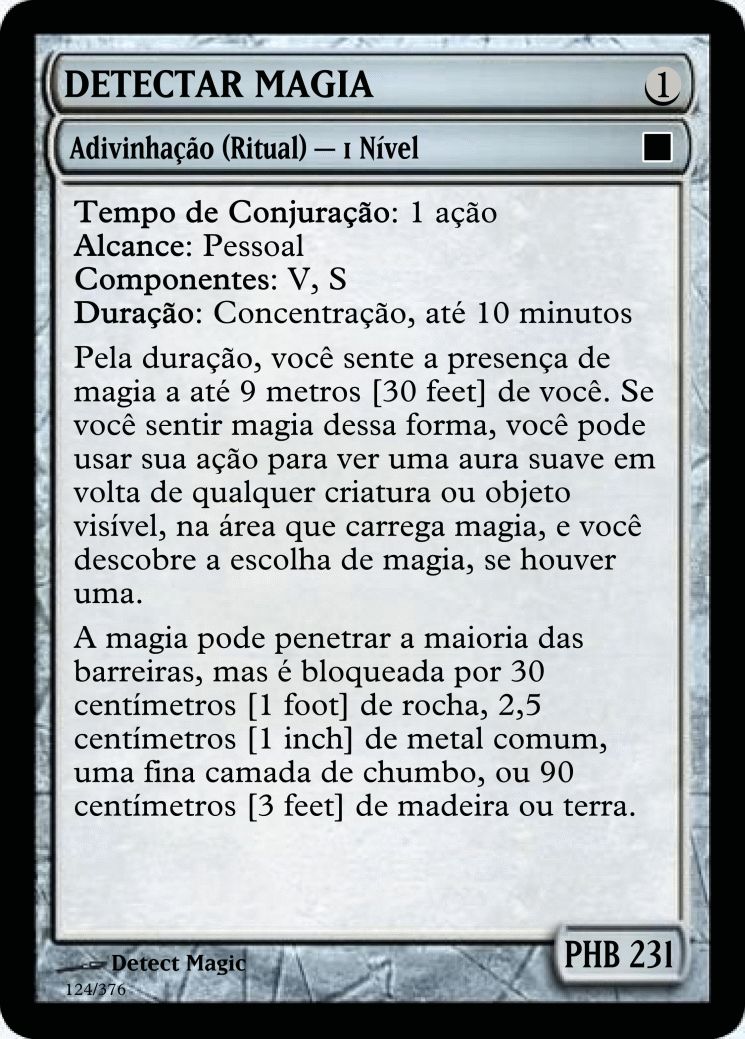 DETECTAR MAGIA
1
Adivinhação (Ritual) — 1 Nível
Tempo de Conjuração: 1 ação
Alcance: Pessoal
Componentes: V, S
Duração: Concentração, até 10 minutos
Pela duração, você sente a presença de
magia a até 9 metros [30 feet] de você. Se
você sentir magia dessa forma, você pode
usar sua ação para ver uma aura suave em
volta de qualquer criatura ou objeto
visível, na área que carrega magia, e você
descobre a escolha de magia, se houver
uma.
A magia pode penetrar a maioria das
barreiras, mas é bloqueada por 30
centímetros [1 foot] de rocha, 2,5
centímetros [1 inch] de metal comum,
uma fina camada de chumbo, ou 90
centímetros [3 feet] de madeira ou terra.
PHB 231
Detect Magic
124/376